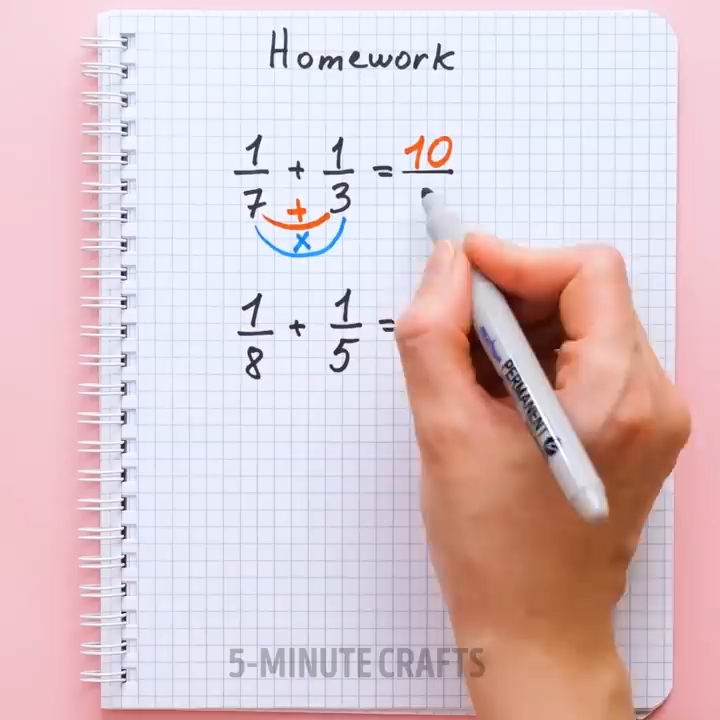 Homework
1/7 + 1/3 = 10/
+
x
1/8 + 1/5 =
PERMANENT
5-MINUTE CRAFTS